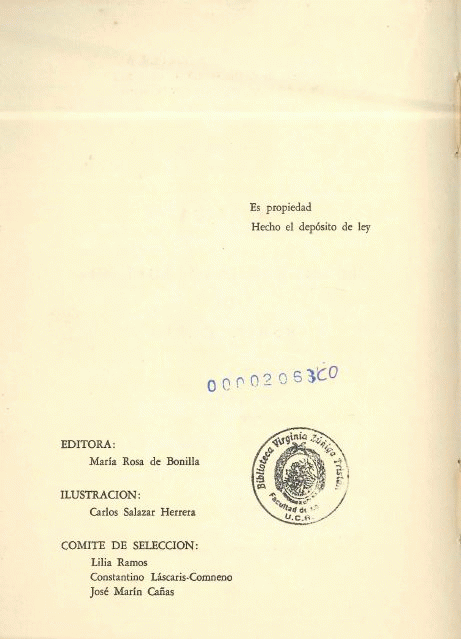 Es propiedad
Hecho el depósito de ley
EDITORA:
María Rosa de Bonilla
Biblioteca Virginia Zúñiga Tristán
Facultad de
U.C.R.
ILUSTRACION:
Carlos Salazar Herrera
COMITE DE SELECCION:
Lilia Ramos
Constantino Láscaris-Comneno
José Marín Cañas